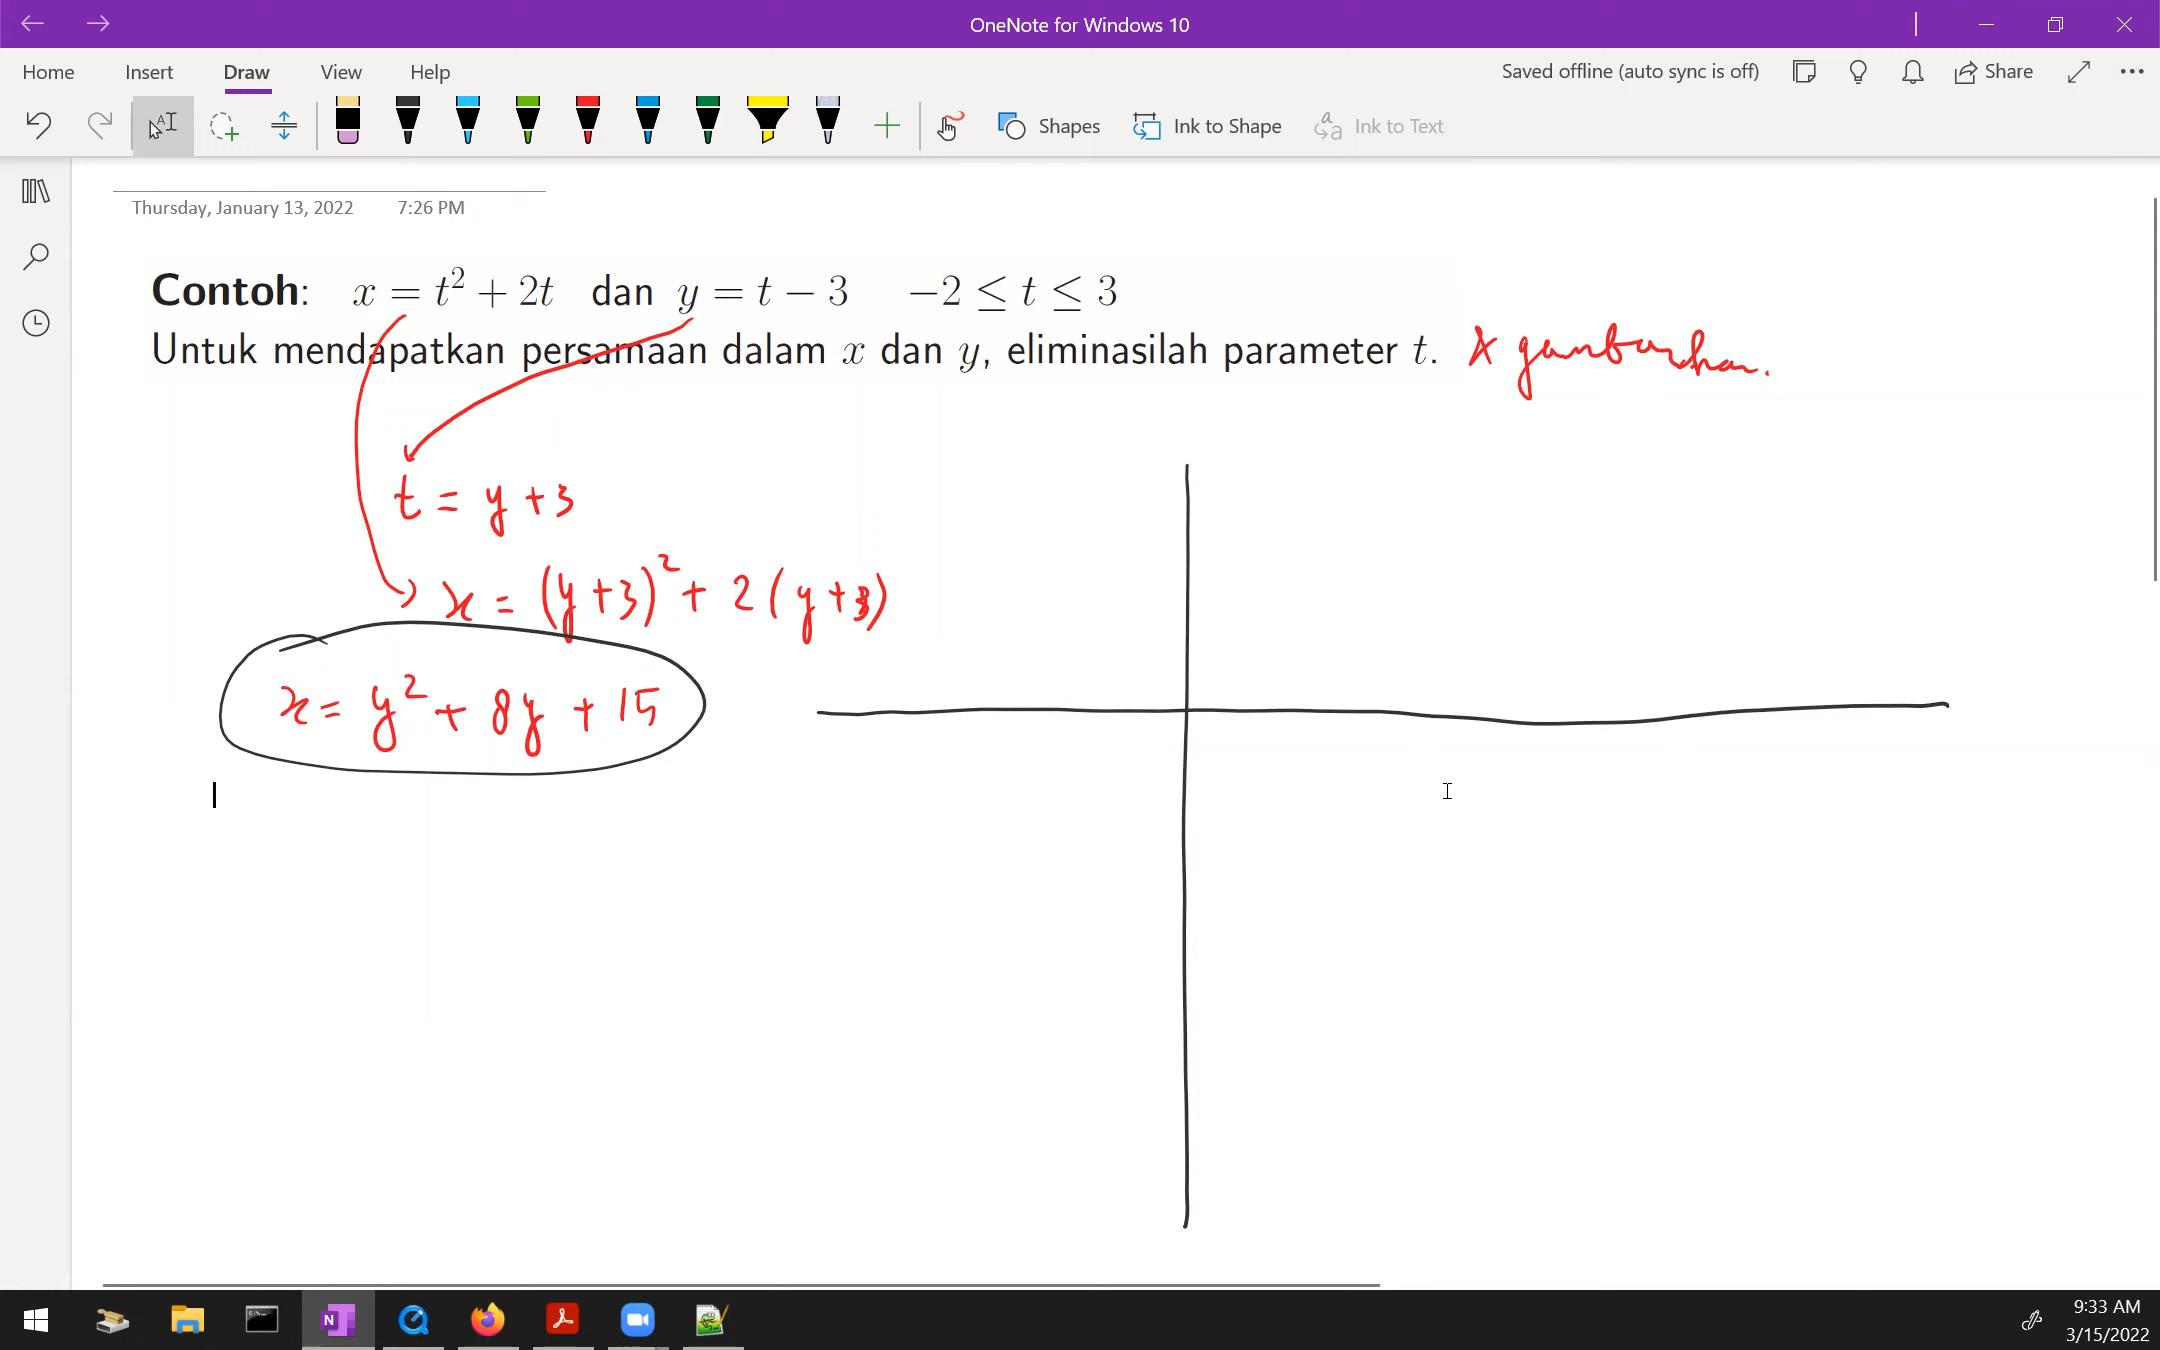 OneNote for Windows 10
Home Insert Draw View Help Saved offline (auto sync is off) Share
Shapes Ink to Shape Ink to Text
Thursday, January 13, 2022 7:26 PM
Contoh: x = t² + 2t dan y = t − 3 −2 ≤ t ≤ 3
Untuk mendapatkan persamaan dalam x dan y, eliminasilah parameter t. * gambarkan.
t = y + 3
x = (y+3)² + 2(y+3)
x = y² + 8y + 15
9:33 AM
3/15/2022